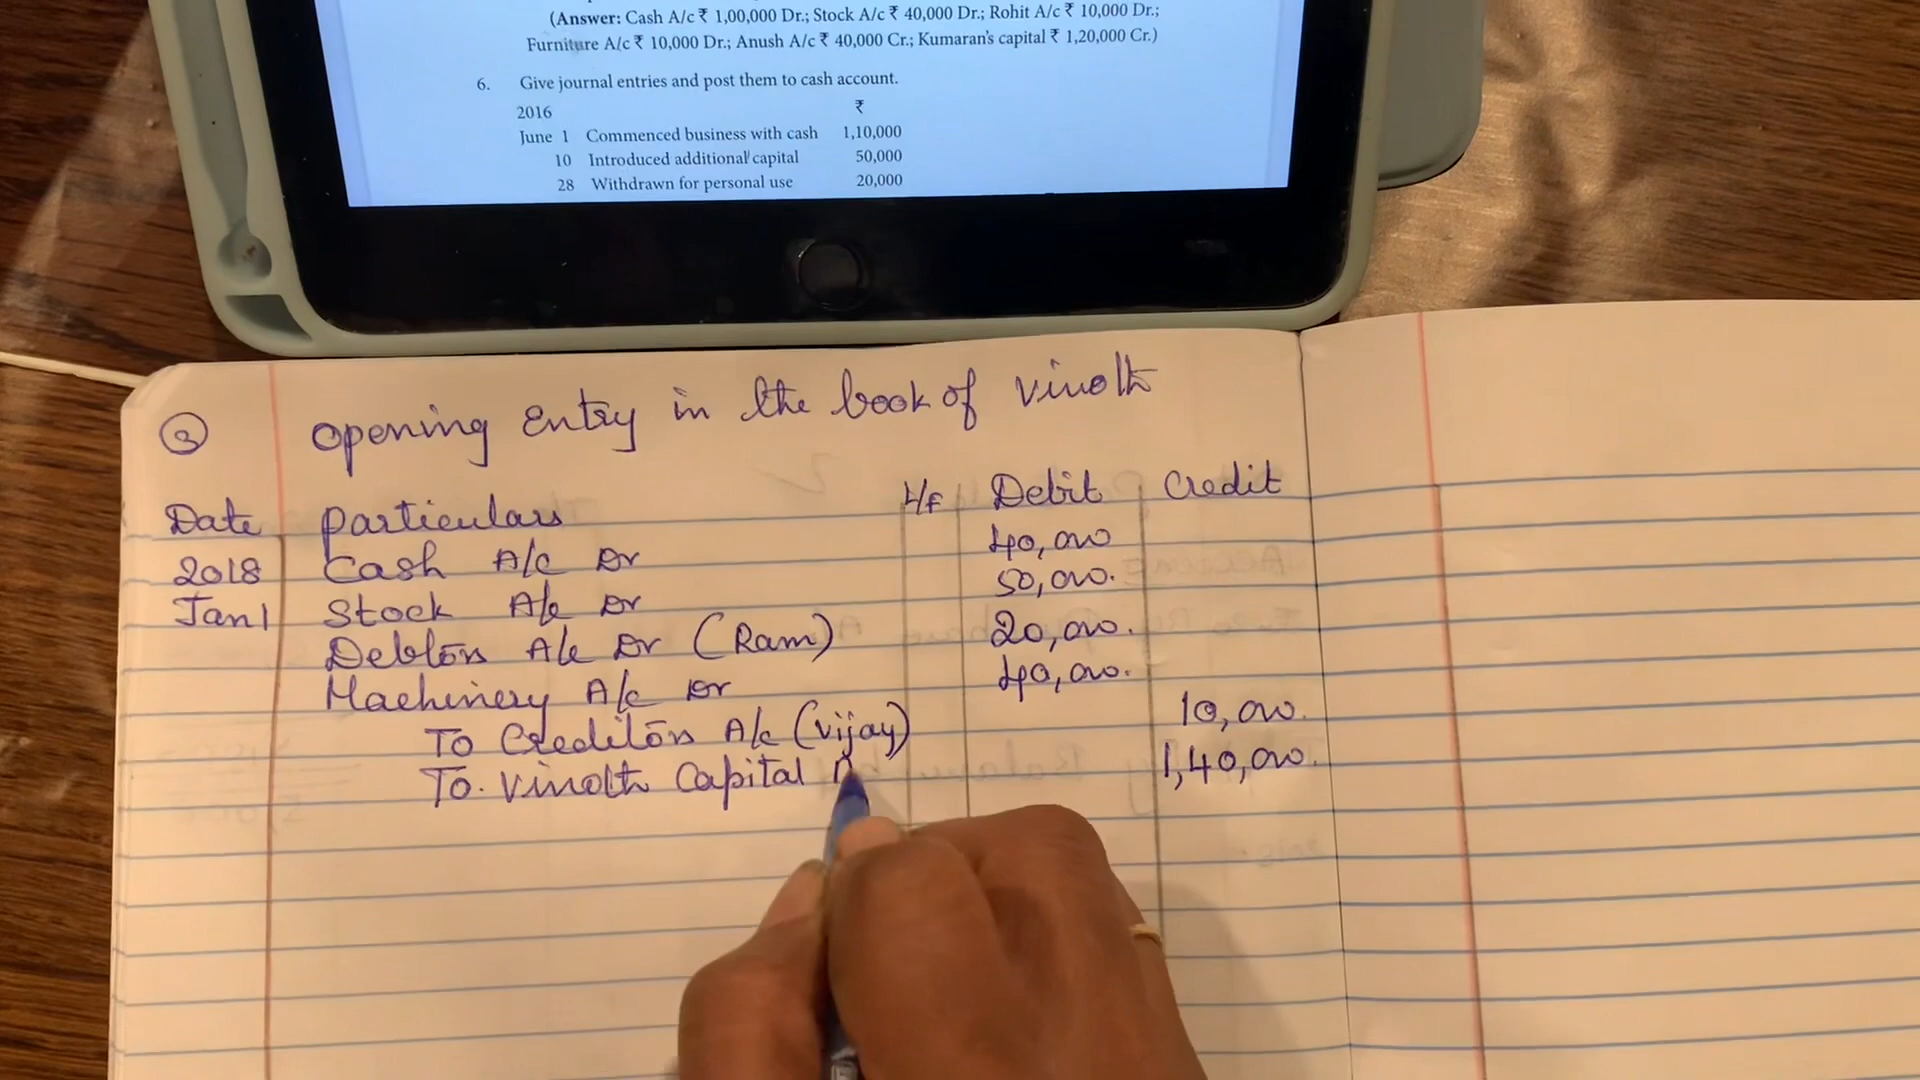 (Answer: Cash A/c ₹ 1,00,000 Dr.; Stock A/c ₹ 40,000 Dr.; Rohit A/c ₹ 10,000 Dr.;
Furniture A/c ₹ 10,000 Dr.; Anush A/c ₹ 40,000 Cr.; Kumaran's capital ₹ 1,20,000 Cr.)
6. Give journal entries and post them to cash account.
2016 ₹
June 1 Commenced business with cash 1,10,000
10 Introduced additional capital 50,000
28 Withdrawn for personal use 20,000
③ Opening Entry in the book of Vinoth
Date Particulars L/F Debit Credit
2018 Cash A/c Dr 40,000
Jan 1 Stock A/c Dr 50,000.
Debtors A/c Dr (Ram) 20,000.
Machinery A/c Dr 40,000.
To Creditors A/c (Vijay) 10,000.
To. Vinoth Capital 1,40,000.